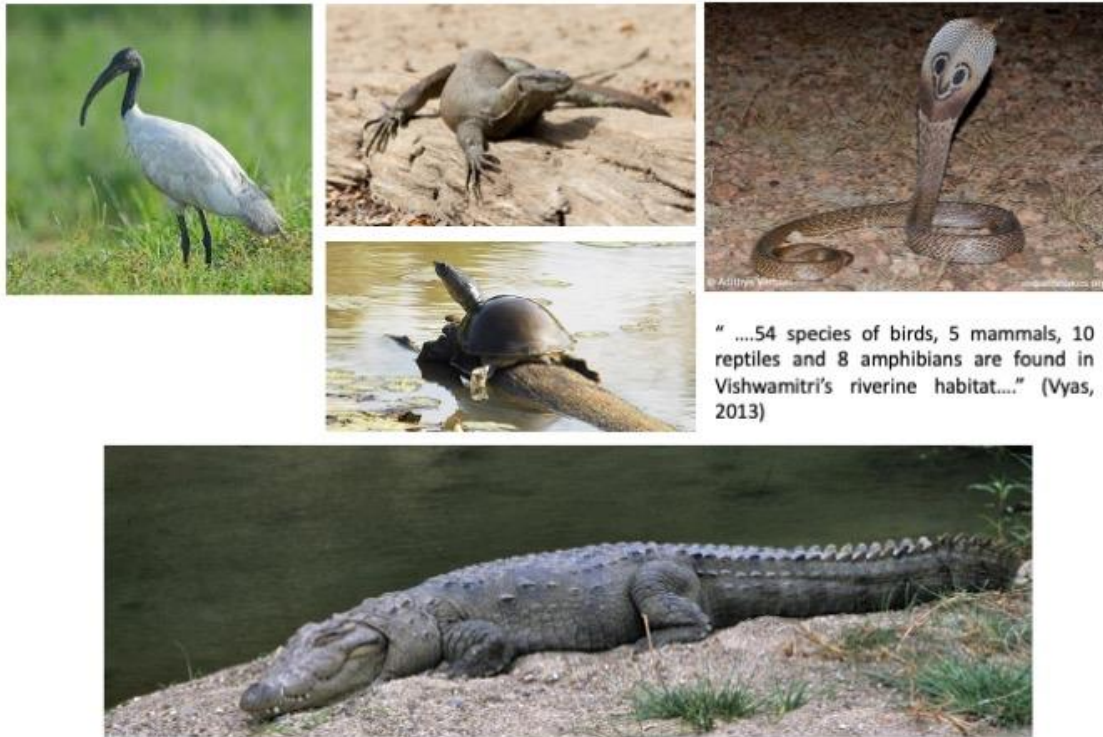 © Adithya
“ ....54 species of birds, 5 mammals, 10
reptiles and 8 amphibians are found in
Vishwamitri’s riverine habitat....” (Vyas,
2013)